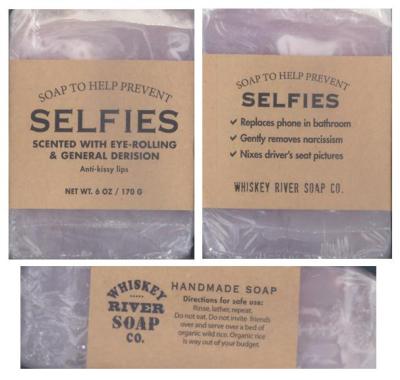 SOAP TO HELP PREVENT
SELFIES
SCENTED WITH EYE-ROLLING
& GENERAL DERISION
Anti-kissy lips
NET WT. 6 OZ / 170 G
SOAP TO HELP PREVENT
SELFIES
✓ Replaces phone in bathroom
✓ Gently removes narcissism
✓ Nixes driver's seat pictures
WHISKEY RIVER SOAP CO.
WHISKEY
RIVER
SOAP
CO.
HANDMADE SOAP
Directions for safe use:
Rinse, lather, repeat.
Do not eat. Do not invite friends
over and serve over a bed of
organic wild rice. Organic rice
is way out of your budget.